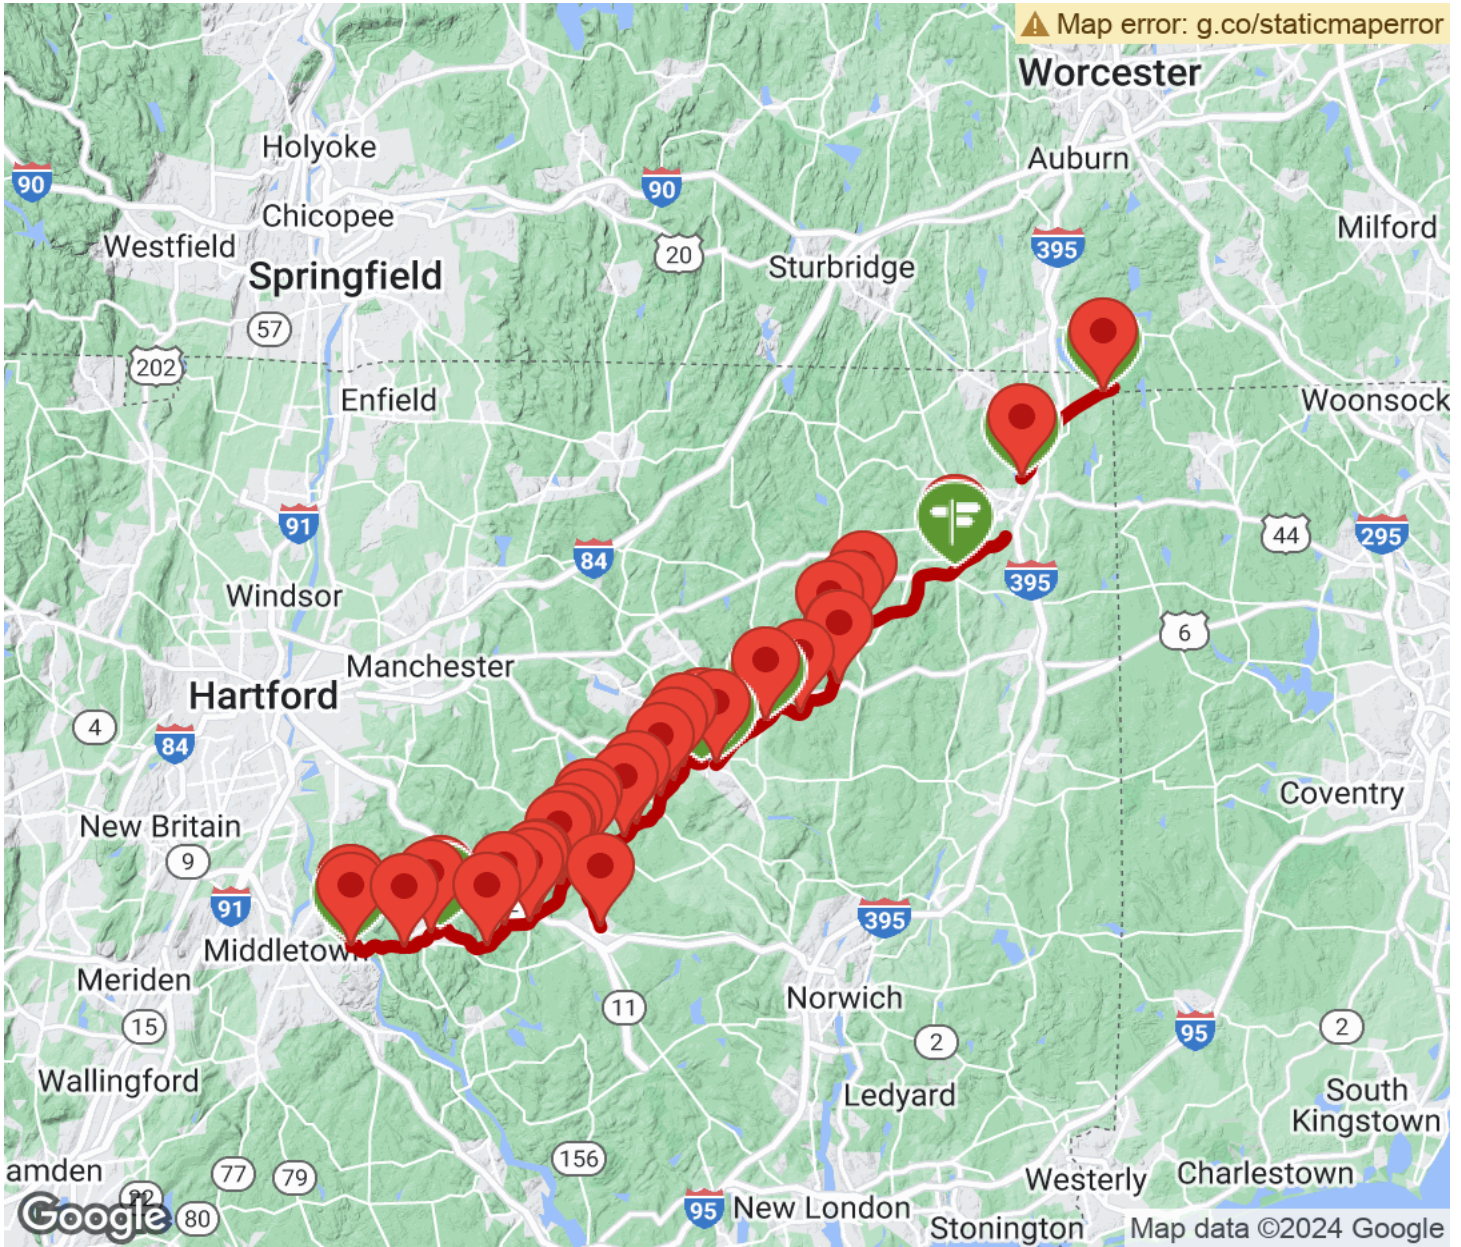 Map error: g.co/staticmaperror
Worcester
Holyoke
Auburn
90
90
Chicopee
Milford
Westfield
20
395
Springfield
Sturbridge
57
202
Enfield
Woonsock
91
44
295
84
395
Windsor
6
Manchester
Hartford
4
84
Coventry
New Britain
9
91
395
Middletown
Meriden
Norwich
11
15
2
2
95
Wallingford
Ledyard
South
Kingstown
156
amden
77
79
Westerly
Charlestown
22
80
Google
95
New London
Stonington
Map data ©2024 Google